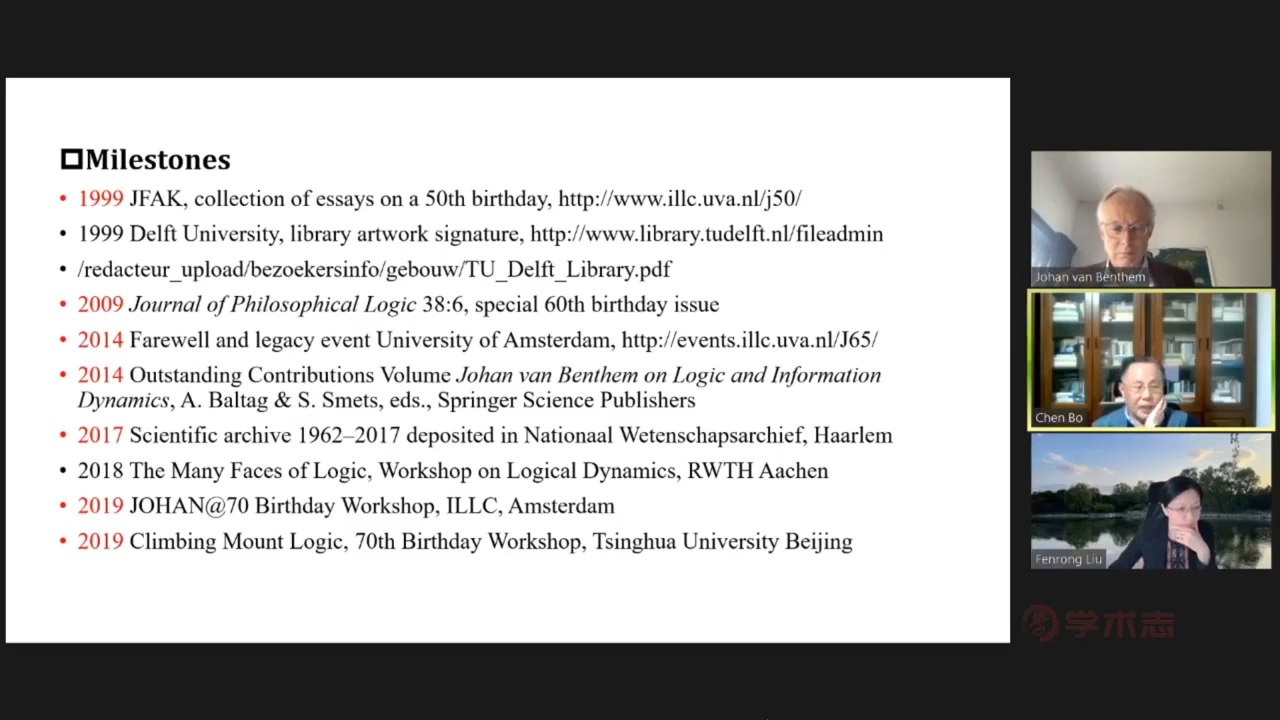 Milestones
• 1999 JFAK, collection of essays on a 50th birthday, http://www.illc.uva.nl/j50/
• 1999 Delft University, library artwork signature, http://www.library.tudelft.nl/fileadmin
• /redacteur_upload/bezoekersinfo/gebouw/TU_Delft_Library.pdf
• 2009 Journal of Philosophical Logic 38:6, special 60th birthday issue
• 2014 Farewell and legacy event University of Amsterdam, http://events.illc.uva.nl/J65/
• 2014 Outstanding Contributions Volume Johan van Benthem on Logic and Information
Dynamics, A. Baltag & S. Smets, eds., Springer Science Publishers
• 2017 Scientific archive 1962–2017 deposited in Nationaal Wetenschapsarchief, Haarlem
• 2018 The Many Faces of Logic, Workshop on Logical Dynamics, RWTH Aachen
• 2019 JOHAN@70 Birthday Workshop, ILLC, Amsterdam
• 2019 Climbing Mount Logic, 70th Birthday Workshop, Tsinghua University Beijing
Johan van Benthem
Chen Bo
Fenrong Liu
学术志